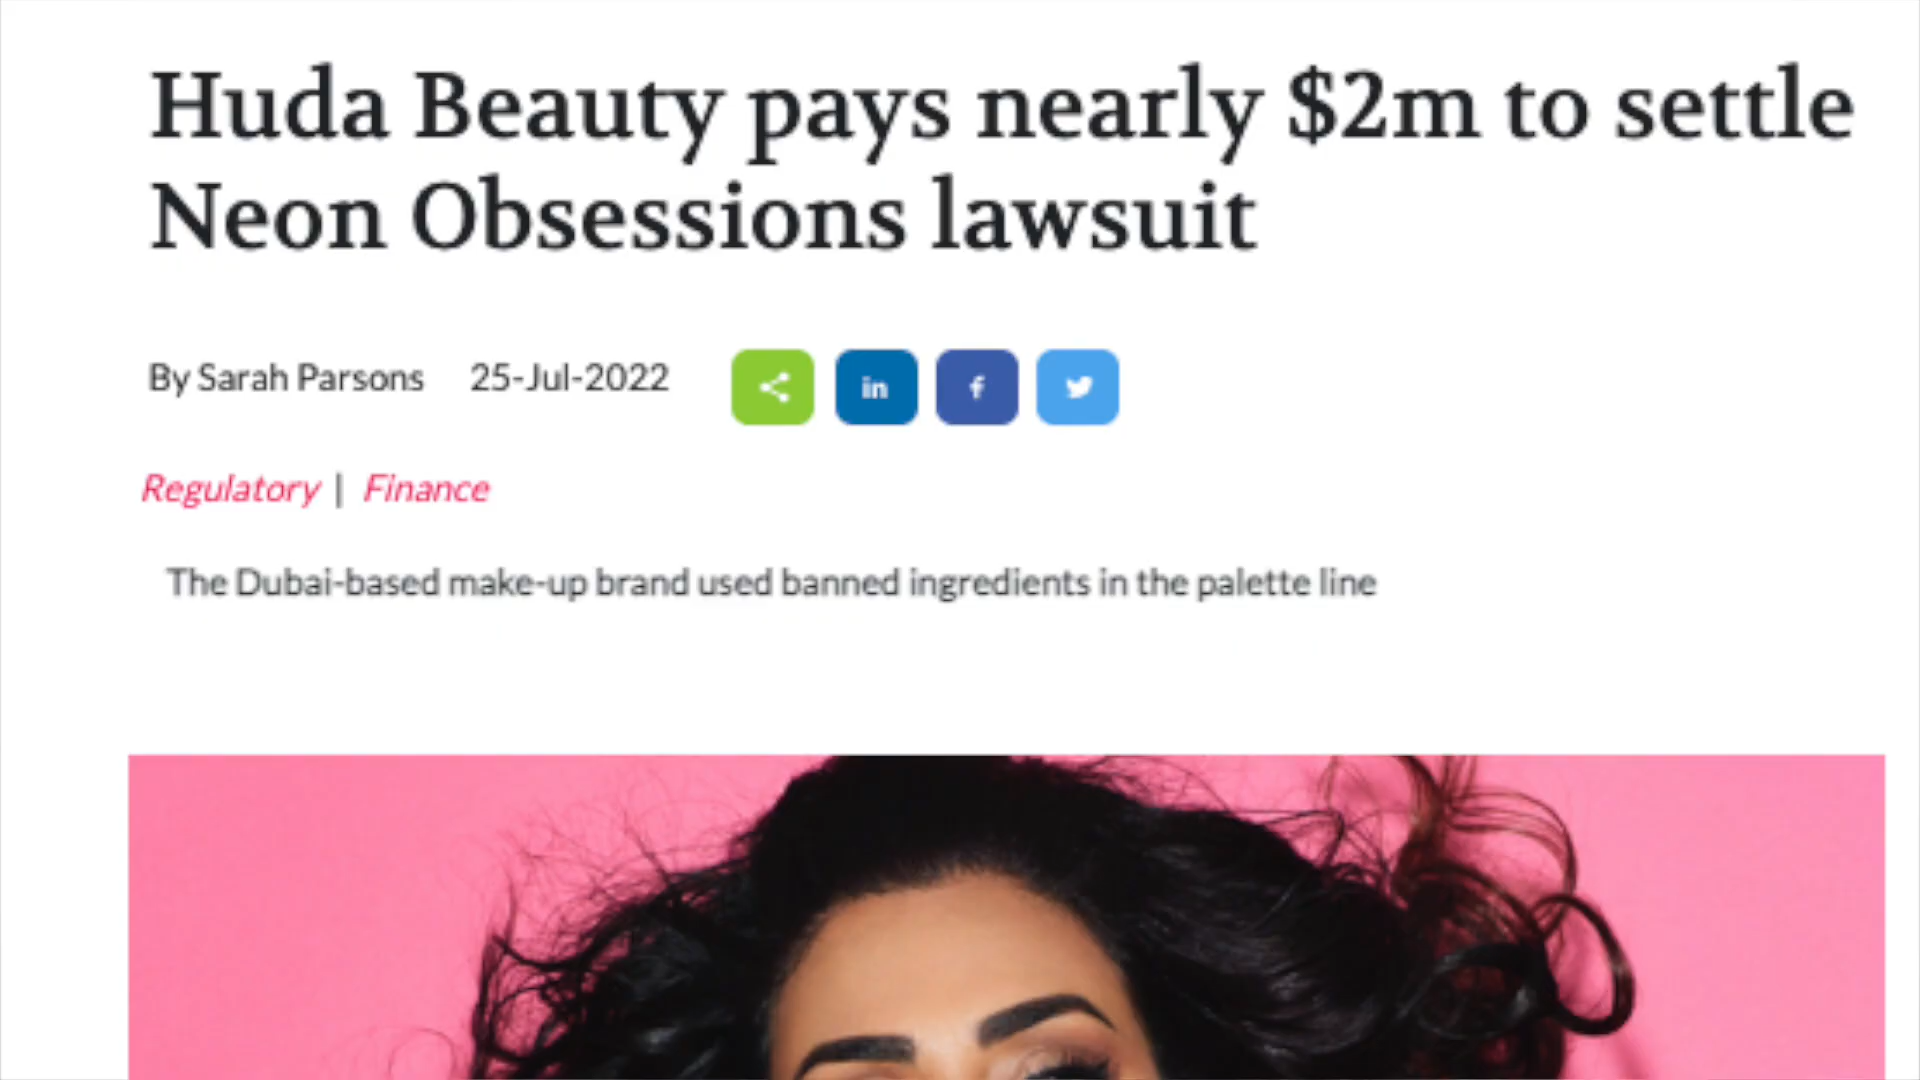 Huda Beauty pays nearly $2m to settle
Neon Obsessions lawsuit
By Sarah Parsons 25-Jul-2022
in f
Regulatory | Finance
The Dubai-based make-up brand used banned ingredients in the palette line